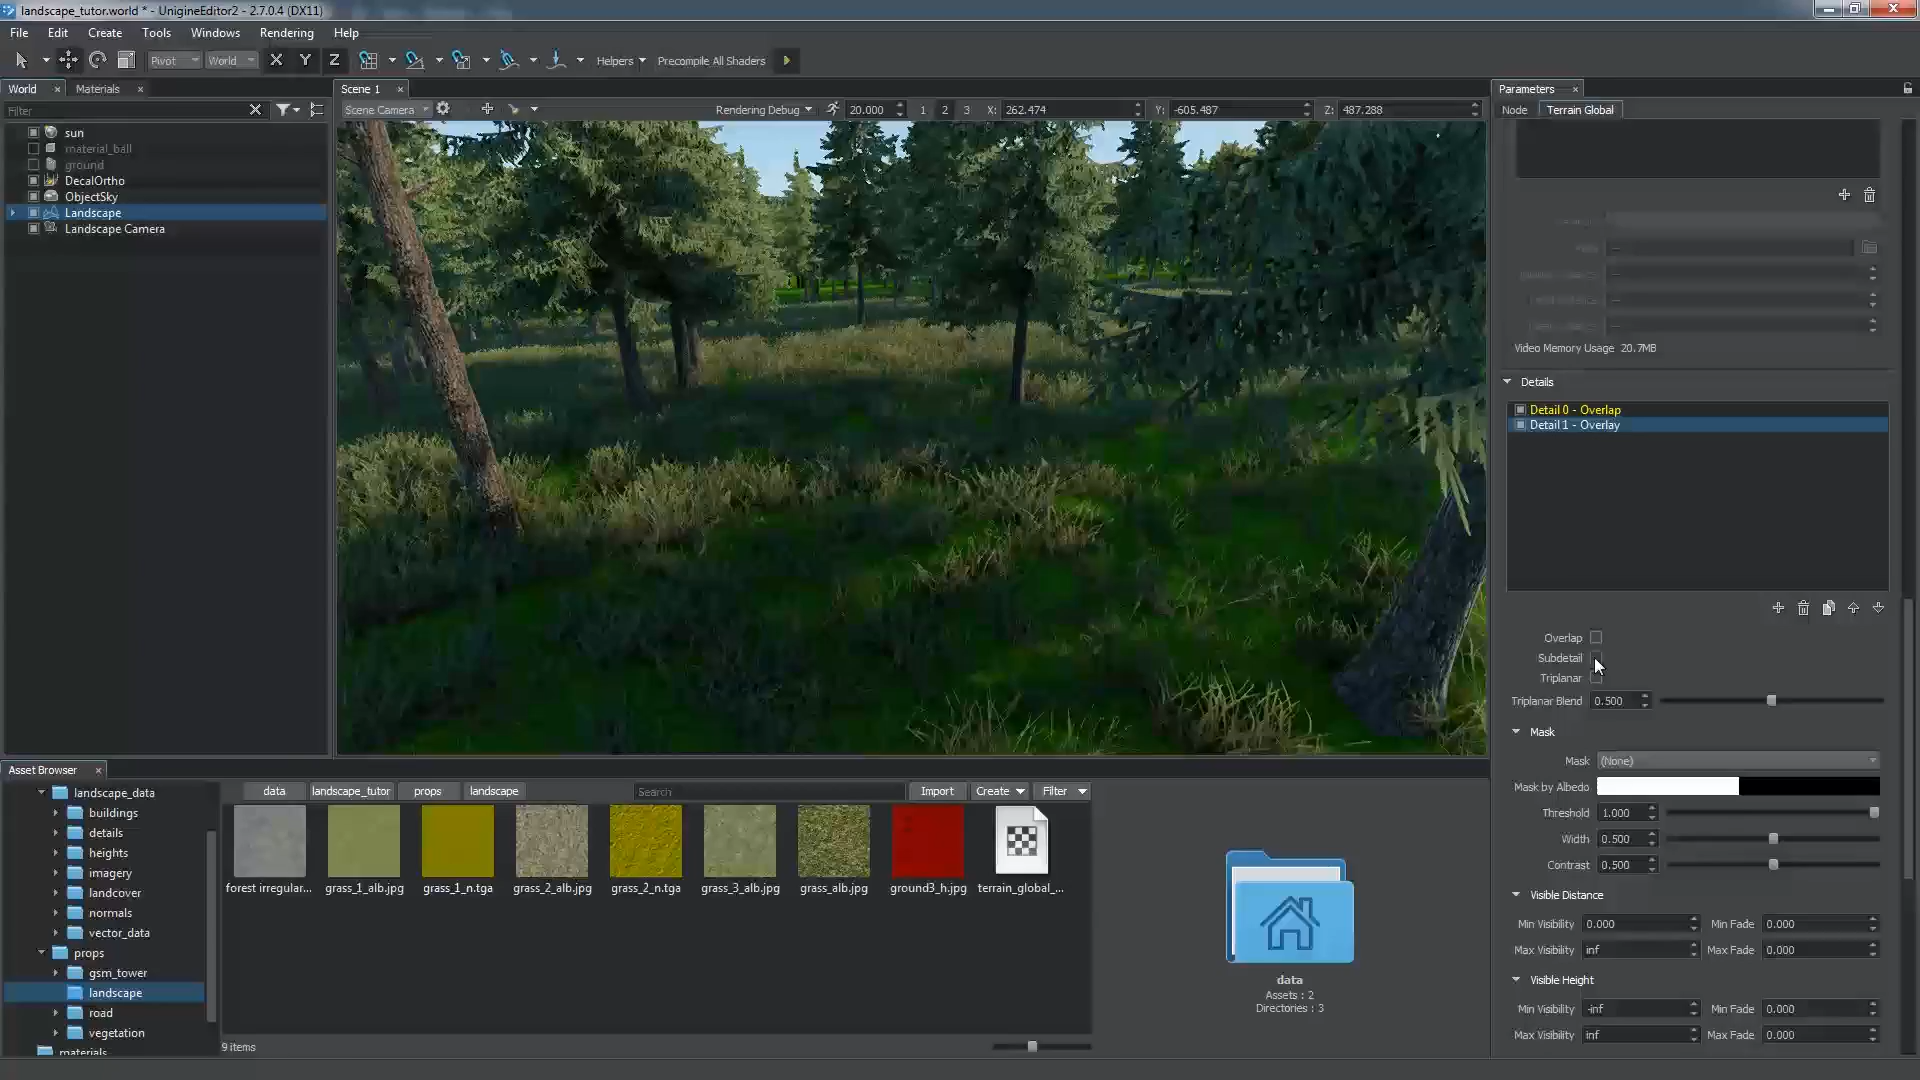 landscape_tutor.world * - UnigineEditor2 - 2.7.0.4 (DX11)
File Edit Create Tools Windows Rendering Help
Pivot World X Y Z Helpers Precompile All Shaders
World Materials
Scene 1
Parameters
Filter
Scene Camera Rendering Debug 20.000 1 2 3 X: 262.474 Y: -605.487 Z: 487.288
Node Terrain Global
sun
material_ball
ground
DecalOrtho
ObjectSky
Landscape
Landscape Camera
Video Memory Usage 20.7MB
Details
Detail 0 - Overlap
Detail 1 - Overlay
Overlap
Subdetail
Triplanar
Triplanar Blend 0.500
Mask
Mask (None)
Mask by Albedo
Threshold 1.000
Width 0.500
Contrast 0.500
Visible Distance
Min Visibility 0.000 Min Fade 0.000
Max Visibility inf Max Fade 0.000
Visible Height
Min Visibility -inf Min Fade 0.000
Max Visibility inf Max Fade 0.000
Asset Browser
landscape_data
buildings
details
heights
imagery
landcover
normals
vector_data
props
gsm_tower
landscape
road
vegetation
materials
data landscape_tutor props landscape Search Import Create Filter
forest irregular... grass_1_alb.jpg grass_1_n.tga grass_2_alb.jpg grass_2_n.tga grass_3_alb.jpg grass_alb.jpg ground3_h.jpg terrain_global_...
9 items
data
Assets : 2
Directories : 3